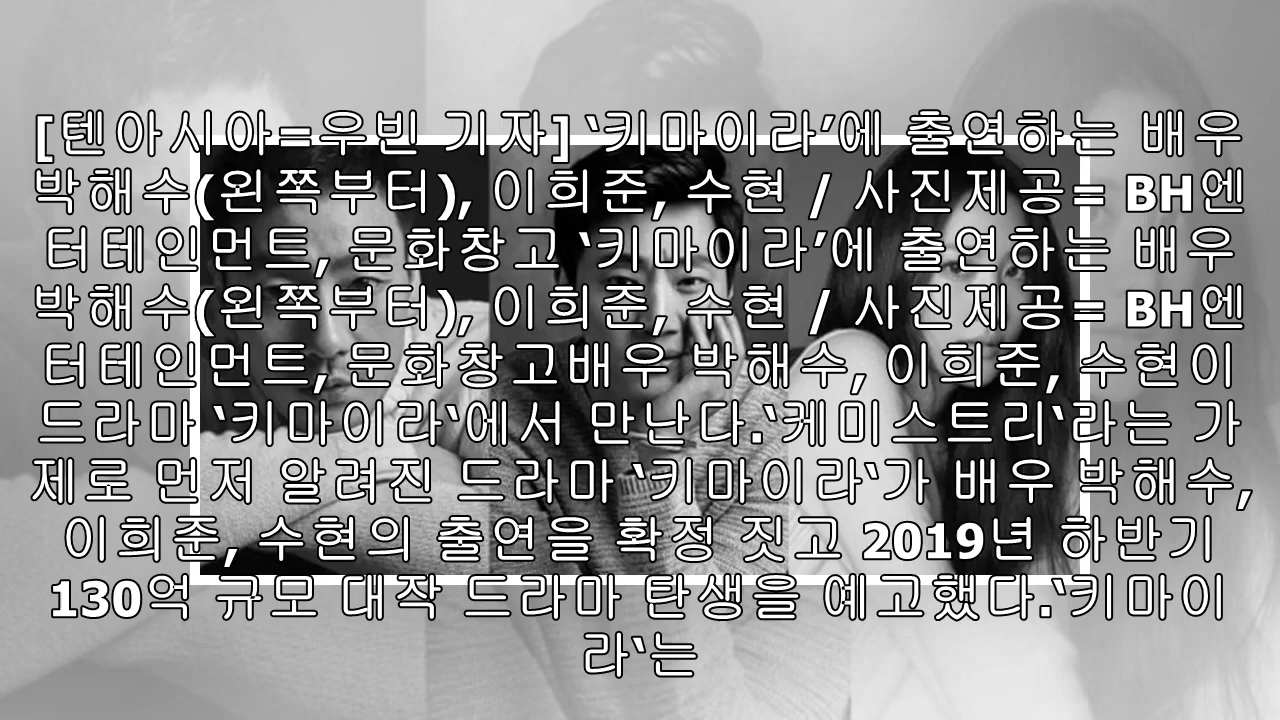 [텐아시아=우빈 기자] ‘키마이라’에 출연하는 배우
박해수(왼쪽부터), 이희준, 수현 / 사진제공= BH엔
터테인먼트, 문화창고 ‘키마이라’에 출연하는 배우
박해수(왼쪽부터), 이희준, 수현 / 사진제공= BH엔
터테인먼트, 문화창고배우 박해수, 이희준, 수현이
드라마 ‘키마이라‘에서 만난다.‘케미스트리‘라는 가
제로 먼저 알려진 드라마 ‘키마이라‘가 배우 박해수,
이희준, 수현의 출연을 확정 짓고 2019년 하반기
130억 규모 대작 드라마 탄생을 예고했다.‘키마이
라‘는